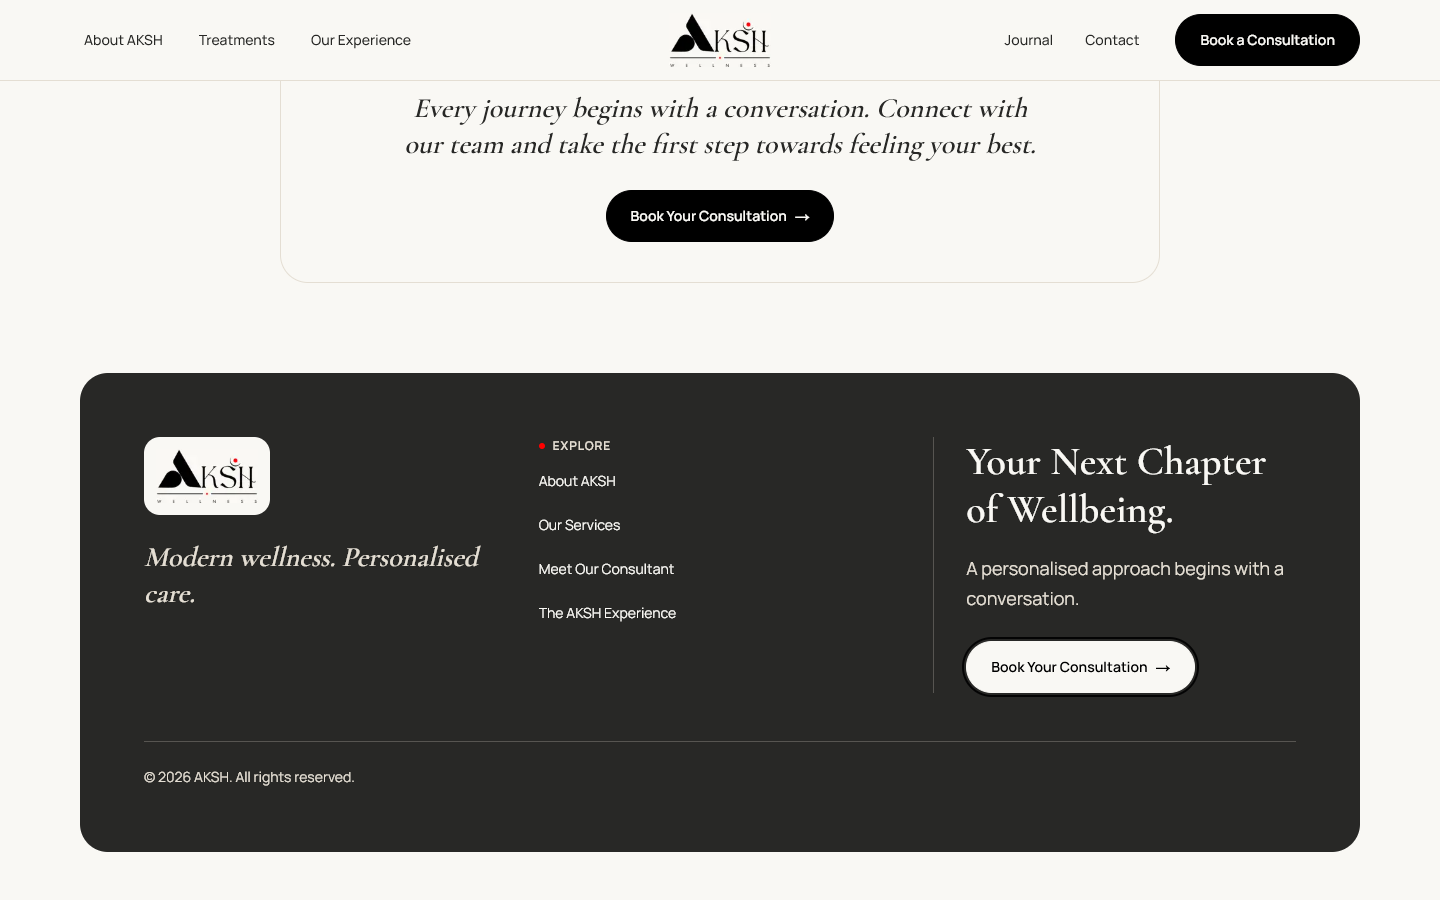 About AKSH
Treatments
Our Experience
AKSH
WELLNESS
Journal
Contact
Book a Consultation
Every journey begins with a conversation. Connect with
our team and take the first step towards feeling your best.
Book Your Consultation →
AKSH
WELLNESS
Modern wellness. Personalised
care.
EXPLORE
About AKSH
Our Services
Meet Our Consultant
The AKSH Experience
Your Next Chapter
of Wellbeing.
A personalised approach begins with a
conversation.
Book Your Consultation →
© 2026 AKSH. All rights reserved.